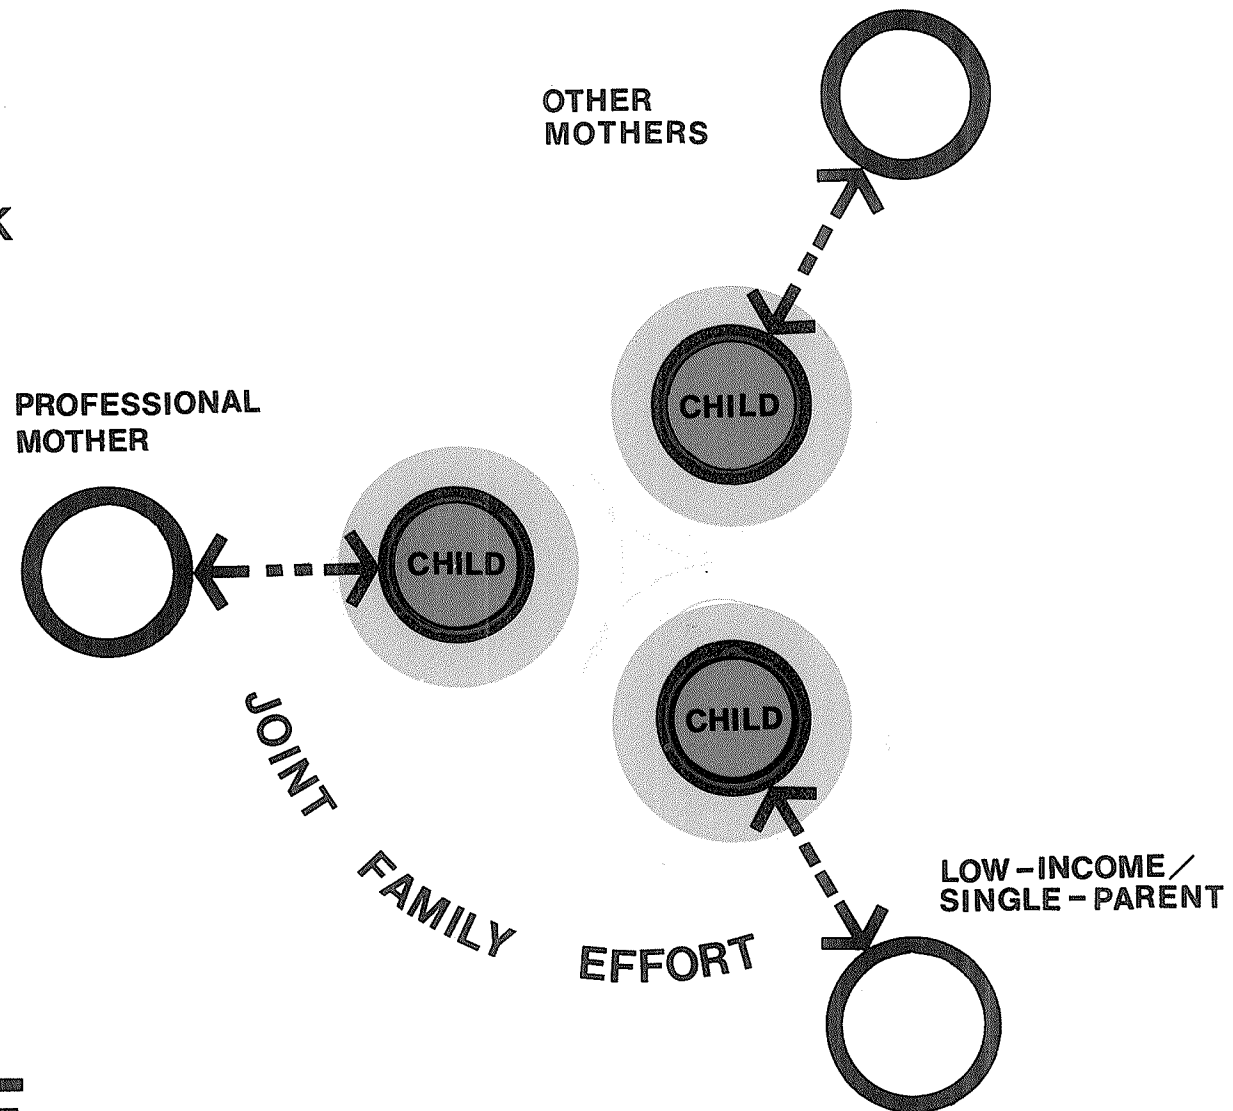 OTHER
MOTHERS
K
PROFESSIONAL
MOTHER
CHILD
CHILD
CHILD
JOINT FAMILY EFFORT
LOW-INCOME/
SINGLE-PARENT